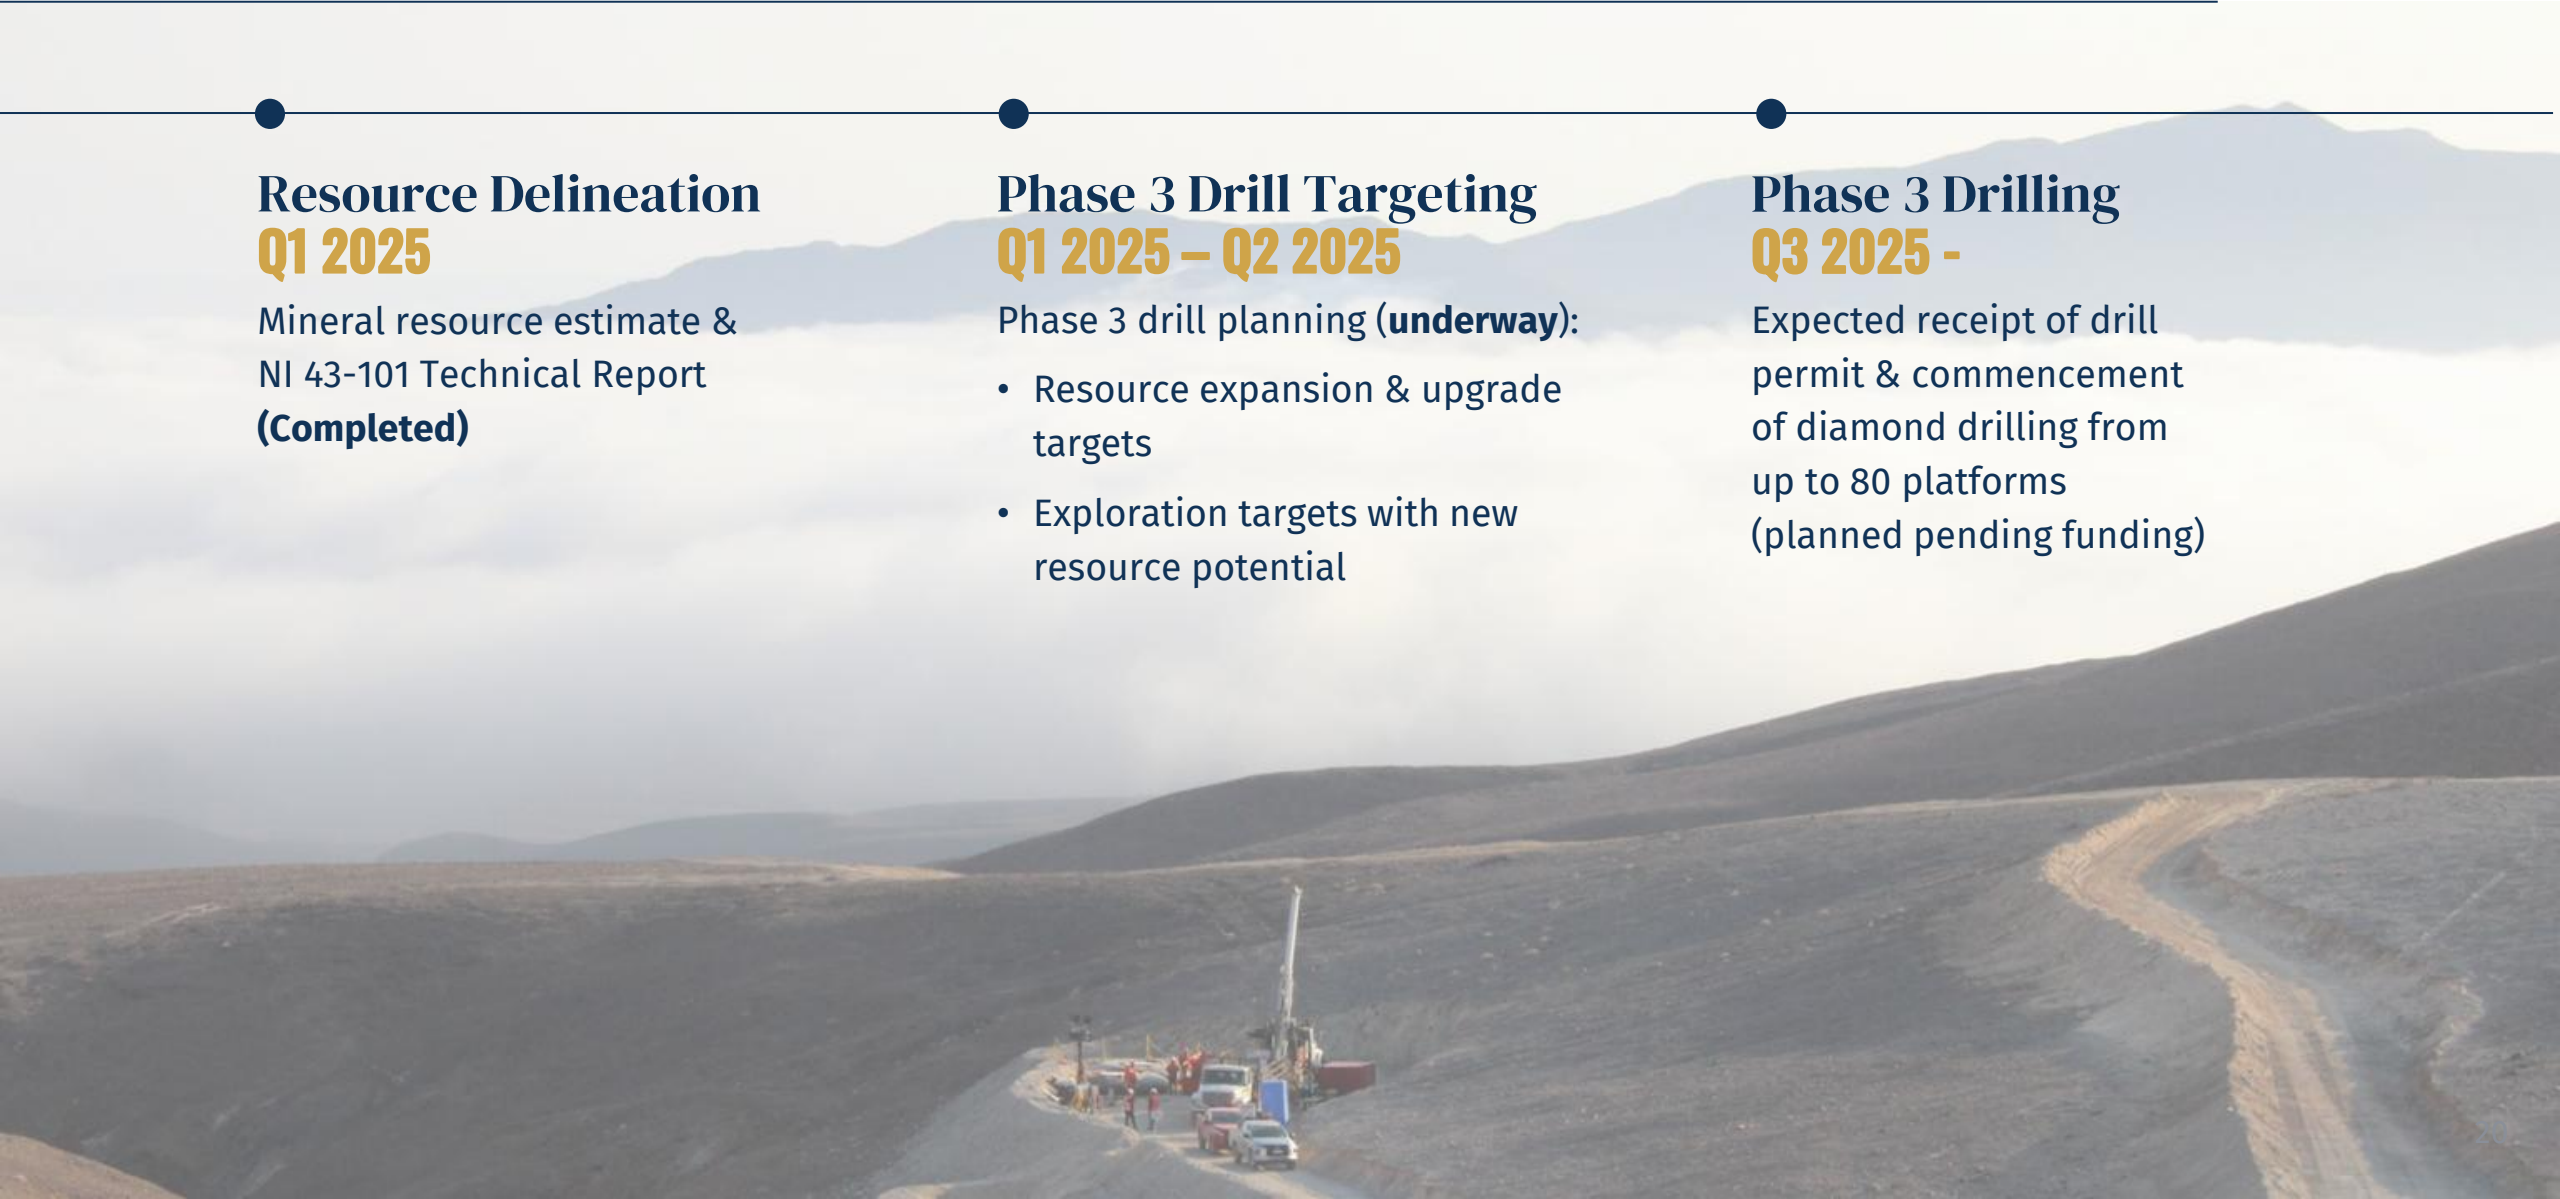 Resource Delineation
Q1 2025
Mineral resource estimate &
NI 43-101 Technical Report
(Completed)
Phase 3 Drill Targeting
Q1 2025 – Q2 2025
Phase 3 drill planning (underway):
• Resource expansion & upgrade
targets
• Exploration targets with new
resource potential
Phase 3 Drilling
Q3 2025 -
Expected receipt of drill
permit & commencement
of diamond drilling from
up to 80 platforms
(planned pending funding)